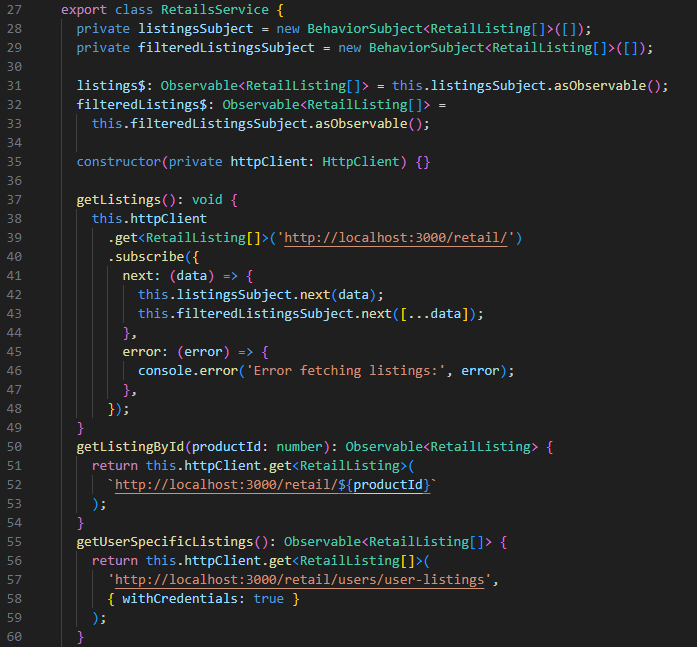 27 export class RetailsService {
28   private listingsSubject = new BehaviorSubject<RetailListing[]>([]);
29   private filteredListingsSubject = new BehaviorSubject<RetailListing[]>([]);
30
31   listings$: Observable<RetailListing[]> = this.listingsSubject.asObservable();
32   filteredListings$: Observable<RetailListing[]> =
33     this.filteredListingsSubject.asObservable();
34
35   constructor(private httpClient: HttpClient) {}
36
37   getListings(): void {
38     this.httpClient
39       .get<RetailListing[]>('http://localhost:3000/retail/')
40       .subscribe({
41         next: (data) => {
42           this.listingsSubject.next(data);
43           this.filteredListingsSubject.next([...data]);
44         },
45         error: (error) => {
46           console.error('Error fetching listings:', error);
47         },
48       });
49   }
50   getListingById(productId: number): Observable<RetailListing> {
51     return this.httpClient.get<RetailListing>(
52       `http://localhost:3000/retail/${productId}`
53     );
54   }
55   getUserSpecificListings(): Observable<RetailListing[]> {
56     return this.httpClient.get<RetailListing[]>(
57       'http://localhost:3000/retail/users/user-listings',
58       { withCredentials: true }
59     );
60   }